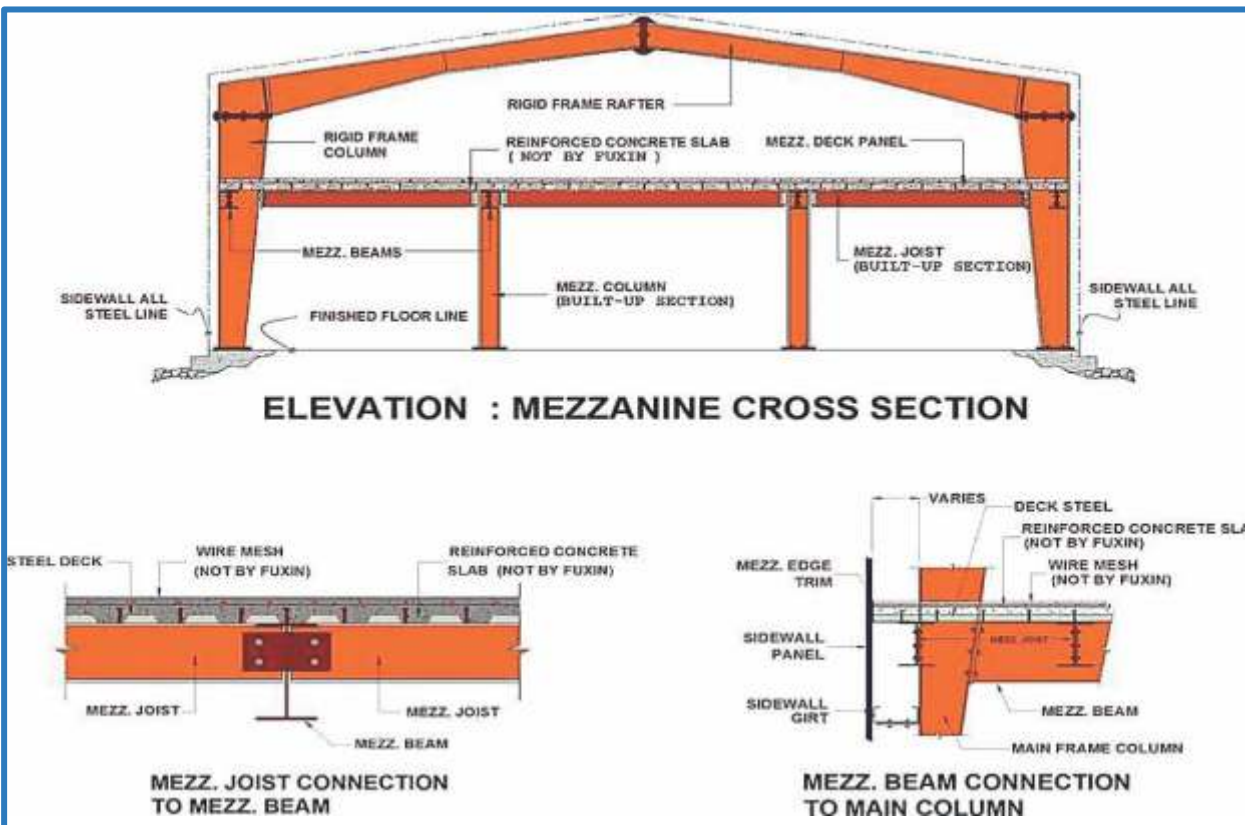 RIGID FRAME RAFTER
RIGID FRAME
COLUMN
REINFORCED CONCRETE SLAB
( NOT BY FUXIN )
MEZZ. DECK PANEL
MEZZ. BEAMS
MEZZ. JOIST
(BUILT-UP SECTION)
MEZZ. COLUMN
(BUILT-UP SECTION)
SIDEWALL ALL
STEEL LINE
FINISHED FLOOR LINE
SIDEWALL ALL
STEEL LINE
ELEVATION : MEZZANINE CROSS SECTION
STEEL DECK
WIRE MESH
(NOT BY FUXIN)
REINFORCED CONCRETE
SLAB (NOT BY FUXIN)
MEZZ. JOIST
MEZZ. JOIST
MEZZ. BEAM
MEZZ. JOIST CONNECTION
TO MEZZ. BEAM
VARIES
DECK STEEL
REINFORCED CONCRETE SLA
(NOT BY FUXIN)
WIRE MESH
(NOT BY FUXIN)
MEZZ. EDGE
TRIM
MEZZ. JOIST
SIDEWALL
PANEL
SIDEWALL
GIRT
MEZZ. BEAM
MAIN FRAME COLUMN
MEZZ. BEAM CONNECTION
TO MAIN COLUMN